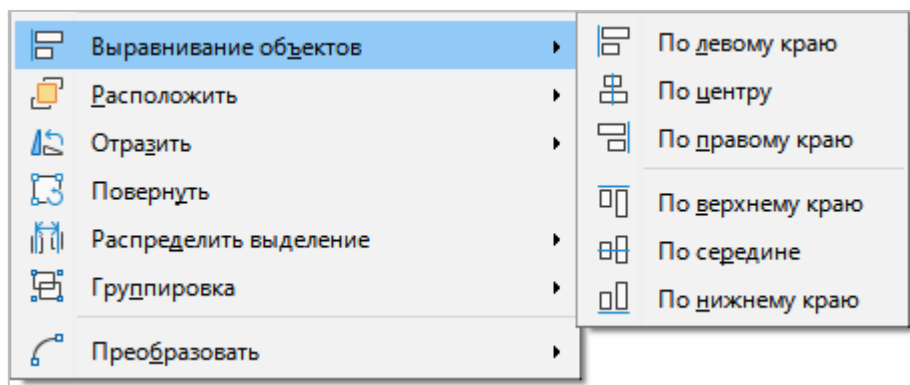 Выравнивание объектов
Расположить
Отразить
Повернуть
Распределить выделение
Группировка
Преобразовать
По левому краю
По центру
По правому краю
По верхнему краю
По середине
По нижнему краю